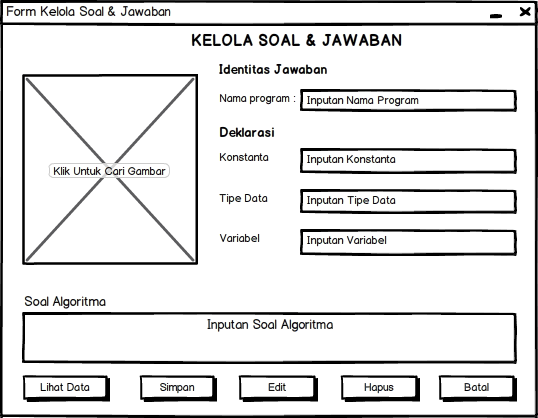 Form Kelola Soal & Jawaban
KELOLA SOAL & JAWABAN
Identitas Jawaban
Nama program : Inputan Nama Program
Deklarasi
Klik Untuk Cari Gambar
Konstanta Inputan Konstanta
Tipe Data Inputan Tipe Data
Variabel Inputan Variabel
Soal Algoritma
Inputan Soal Algoritma
Lihat Data Simpan Edit Hapus Batal